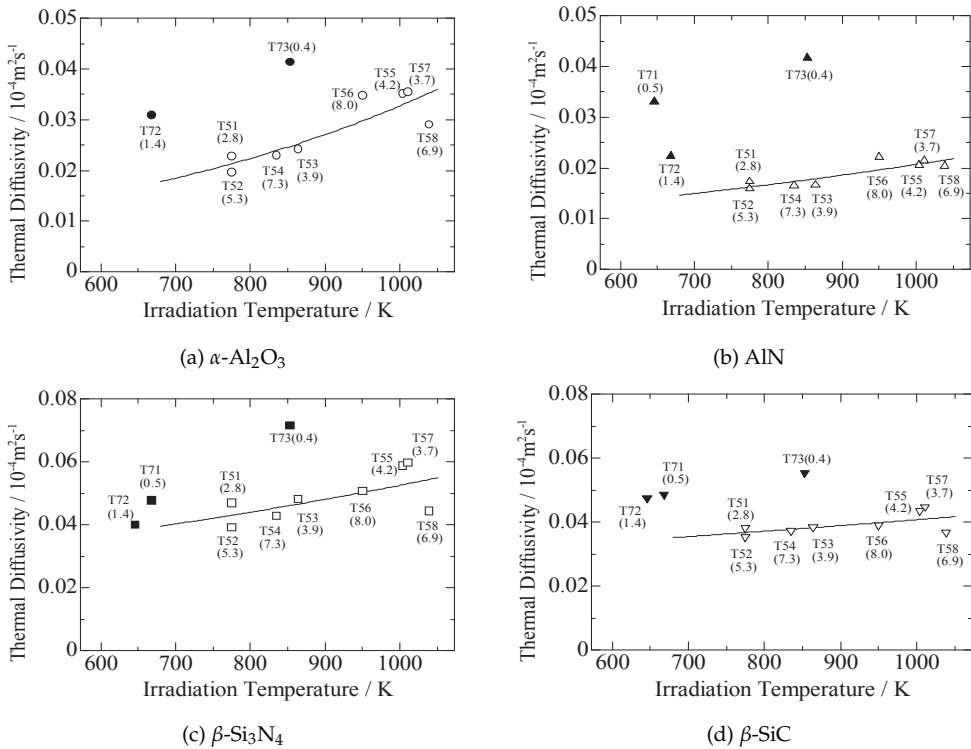 0.05
0.04
0.03
0.02
0.01
0
Thermal Diffusivity / 10⁻⁴m²s⁻¹
T73(0.4)
T72
(1.4)
T51
(2.8)
T52
(5.3)
T54
(7.3)
T53
(3.9)
T56
(8.0)
T55
(4.2)
T57
(3.7)
T58
(6.9)
600 700 800 900 1000
Irradiation Temperature / K
(a) α-Al₂O₃
0.05
0.04
0.03
0.02
0.01
0
Thermal Diffusivity / 10⁻⁴m²s⁻¹
T71
(0.5)
T73(0.4)
T72
(1.4)
T51
(2.8)
T52
(5.3)
T54
(7.3)
T53
(3.9)
T56
(8.0)
T55
(4.2)
T57
(3.7)
T58
(6.9)
600 700 800 900 1000
Irradiation Temperature / K
(b) AlN
0.08
0.06
0.04
0.02
0
Thermal Diffusivity / 10⁻⁴m²s⁻¹
T71
(0.5)
T72
(1.4)
T73(0.4)
T51
(2.8)
T52
(5.3)
T54
(7.3)
T53
(3.9)
T56
(8.0)
T55
(4.2)
T57
(3.7)
T58
(6.9)
600 700 800 900 1000
Irradiation Temperature / K
(c) β-Si₃N₄
0.08
0.06
0.04
0.02
0
Thermal Diffusivity / 10⁻⁴m²s⁻¹
T71
(0.5)
T72
(1.4)
T73(0.4)
T51
(2.8)
T52
(5.3)
T54
(7.3)
T53
(3.9)
T56
(8.0)
T55
(4.2)
T57
(3.7)
T58
(6.9)
600 700 800 900 1000
Irradiation Temperature / K
(d) β-SiC